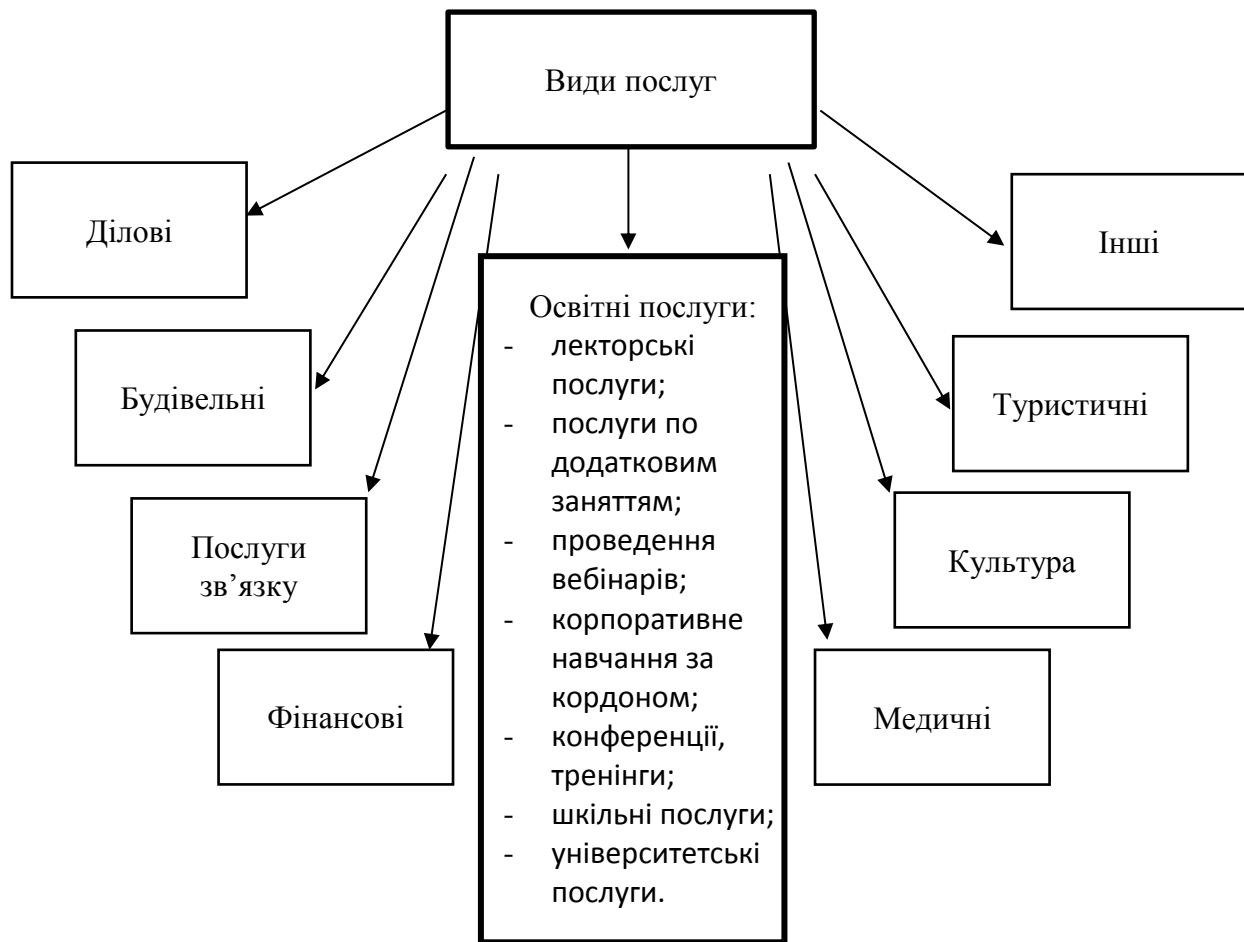 Види послуг
Ділові
Інші
Освітні послуги:
- лекторські
послуги;
- послуги по
додатковим
заняттям;
- проведення
вебінарів;
- корпоративне
навчання за
кордоном;
- конференції,
тренінги;
- шкільні послуги;
- університетські
послуги.
Будівельні
Туристичні
Послуги
зв’язку
Культура
Фінансові
Медичні